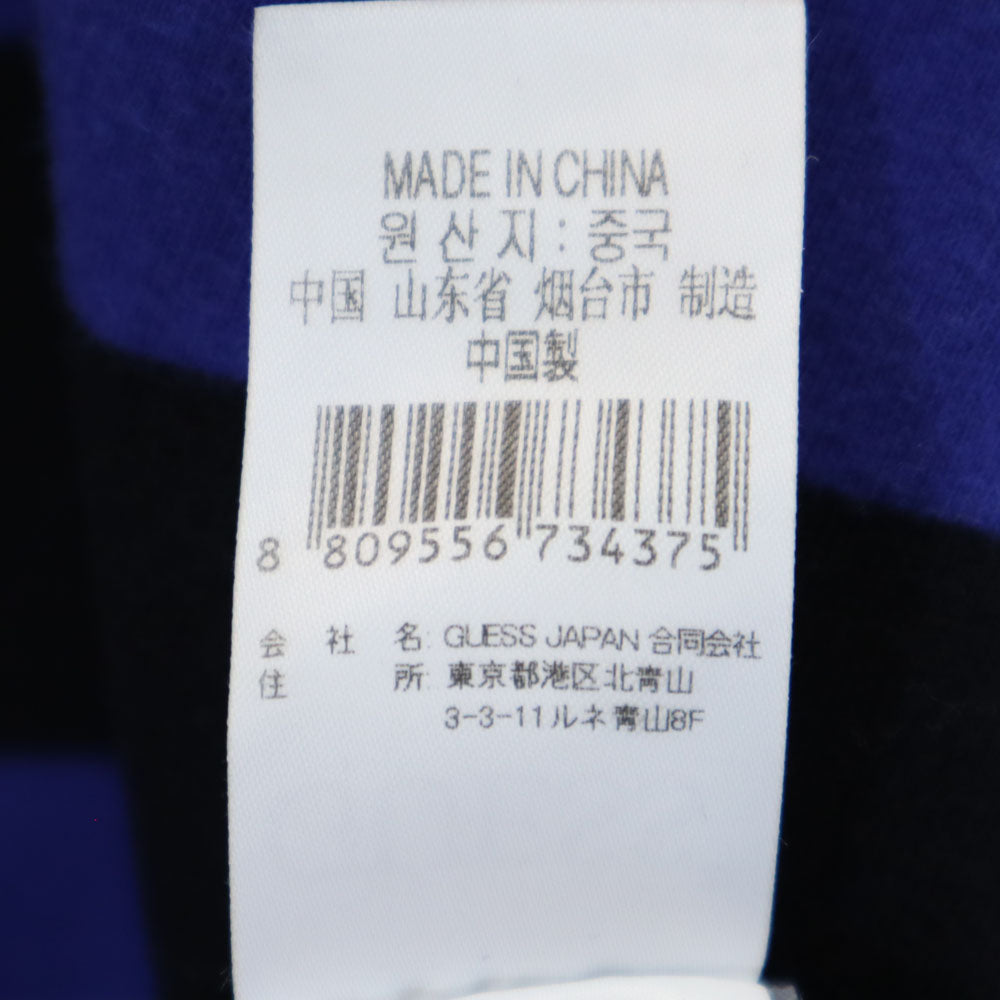 MADE IN CHINA
원 산 지 : 중국
中国 山东省 烟台市 制造
中国製
8 809556 734375
会 社 名: GUESS JAPAN 合同会社
住 所: 東京都港区北青山
3-3-11ルネ青山8F